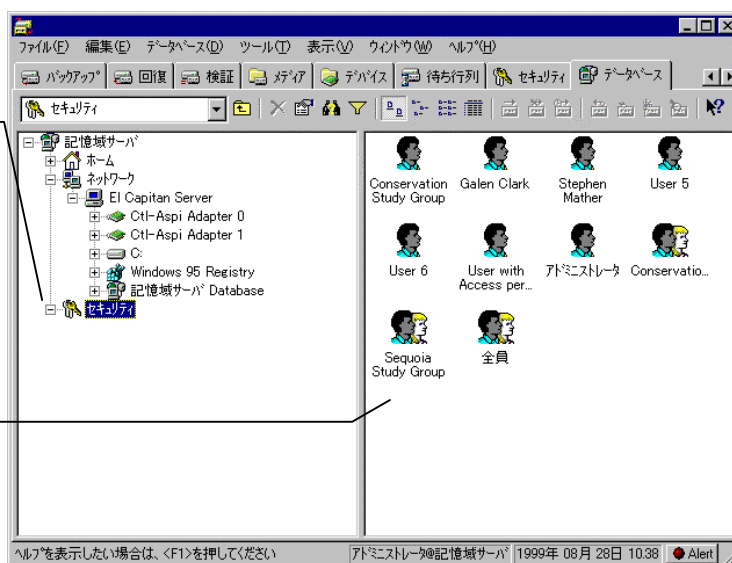 ファイル(F) 編集(E) データベース(D) ツール(T) 表示(V) ウィンドウ(W) ヘルプ(H)
バックアップ 回復 検証 メディア デバイス 待ち行列 セキュリティ データベース
セキュリティ
記憶域サーバ
ホーム
ネットワーク
El Capitan Server
Ctl-Aspi Adapter 0
Ctl-Aspi Adapter 1
C:
Windows 95 Registry
記憶域サーバ Database
セキュリティ
Conservation Study Group
Galen Clark
Stephen Mather
User 5
User 6
User with Access per...
アドミニストレータ
Conservatio...
Sequoia Study Group
全員
ヘルプを表示したい場合は、<F1>を押してください アドミニストレータ@記憶域サーバ 1999年 08月 28日 10.38 Alert